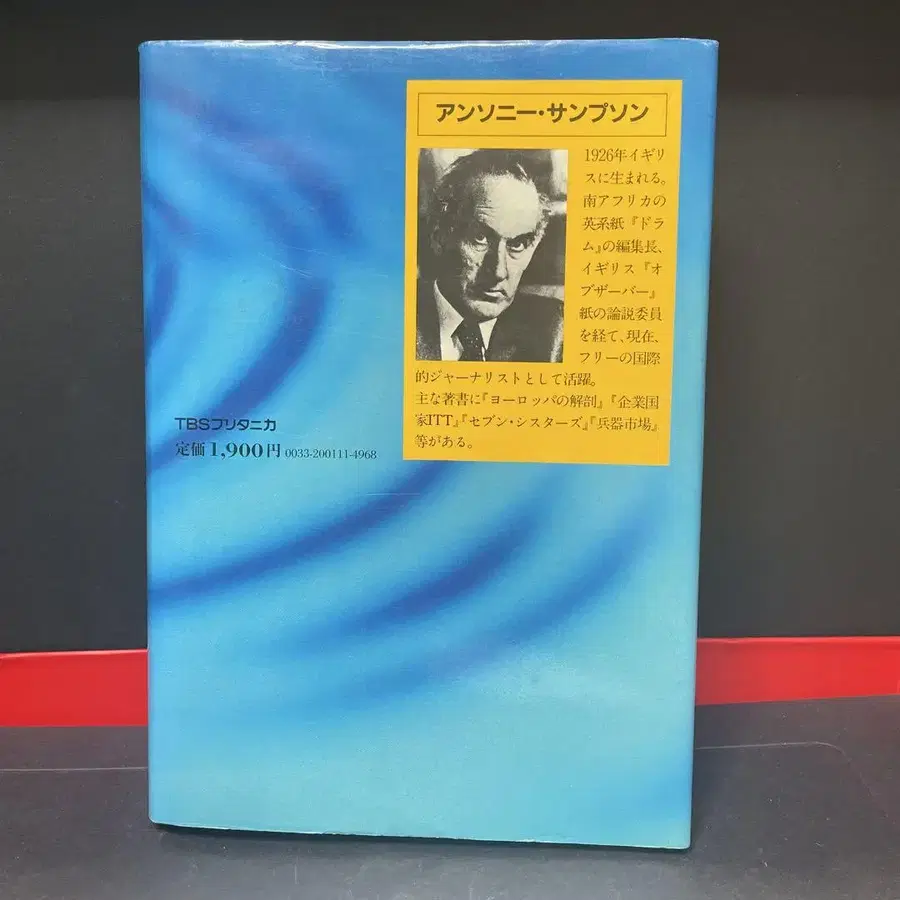 アンソニー・サンプソン
1926年イギリ
スに生まれる。
南アフリカの
英系紙『ドラ
ム』の編集長、
イギリス『オ
ブザーバー』
紙の論説委員
を経て、現在、
フリーの国際
的ジャーナリストとして活躍。
主な著書に『ヨーロッパの解剖』『企業国
家ITT』『セブン・シスターズ』『兵器市場』
等がある。
TBSブリタニカ
定価1,900円 0033-200111-4968